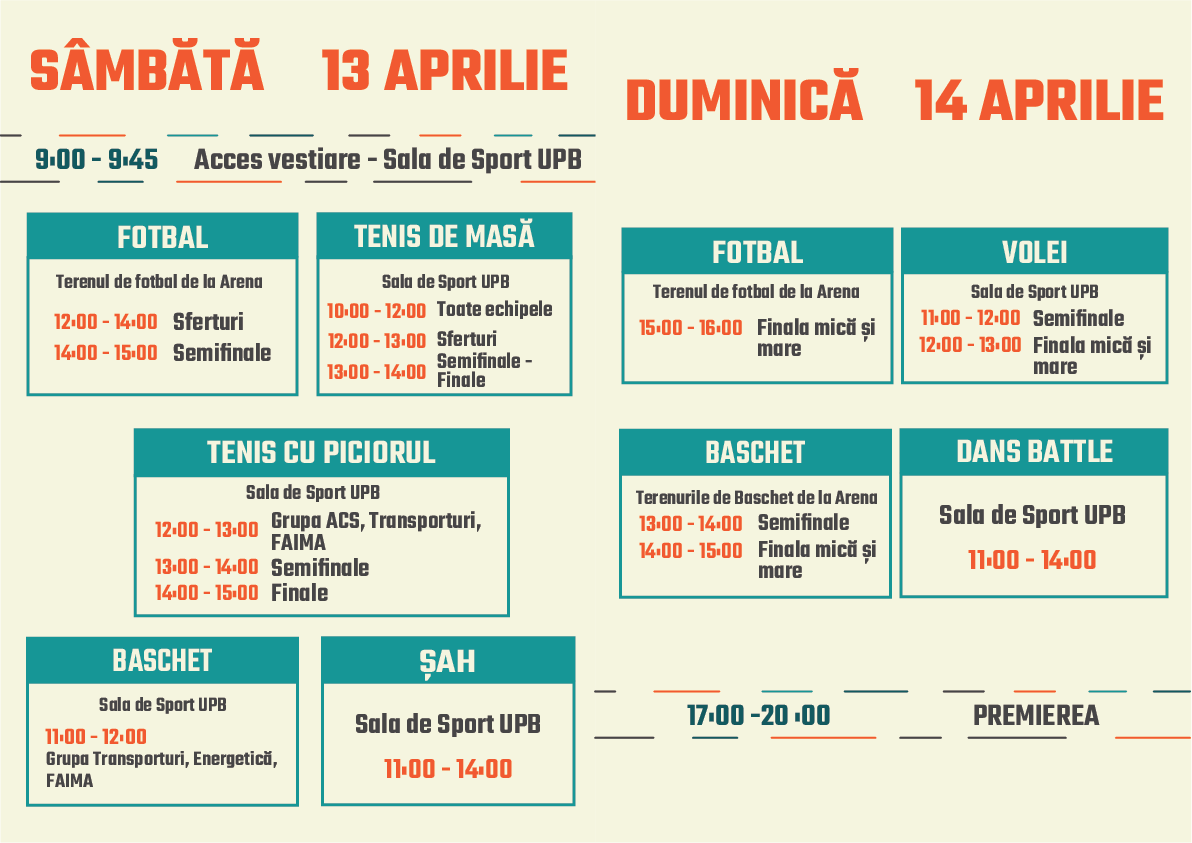 SÂMBĂTĂ 13 APRILIE
9:00 - 9:45 Acces vestiare - Sala de Sport UPB
FOTBAL
Terenul de fotbal de la Arena
12:00 - 14:00 Sferturi
14:00 - 15:00 Semifinale
TENIS DE MASĂ
Sala de Sport UPB
10:00 - 12:00 Toate echipele
12:00 - 13:00 Sferturi
13:00 - 14:00 Semifinale -
Finale
TENIS CU PICIORUL
Sala de Sport UPB
12:00 - 13:00 Grupa ACS, Transporturi,
FAIMA
13:00 - 14:00 Semifinale
14:00 - 15:00 Finale
BASCHET
Sala de Sport UPB
11:00 - 12:00
Grupa Transporturi, Energetică,
FAIMA
ȘAH
Sala de Sport UPB
11:00 - 14:00
DUMINICĂ 14 APRILIE
FOTBAL
Terenul de fotbal de la Arena
15:00 - 16:00 Finala mică și
mare
VOLEI
Sala de Sport UPB
11:00 - 12:00 Semifinale
12:00 - 13:00 Finala mică și
mare
BASCHET
Terenurile de Baschet de la Arena
13:00 - 14:00 Semifinale
14:00 - 15:00 Finala mică și
mare
DANS BATTLE
Sala de Sport UPB
11:00 - 14:00
17:00 -20 :00 PREMIEREA